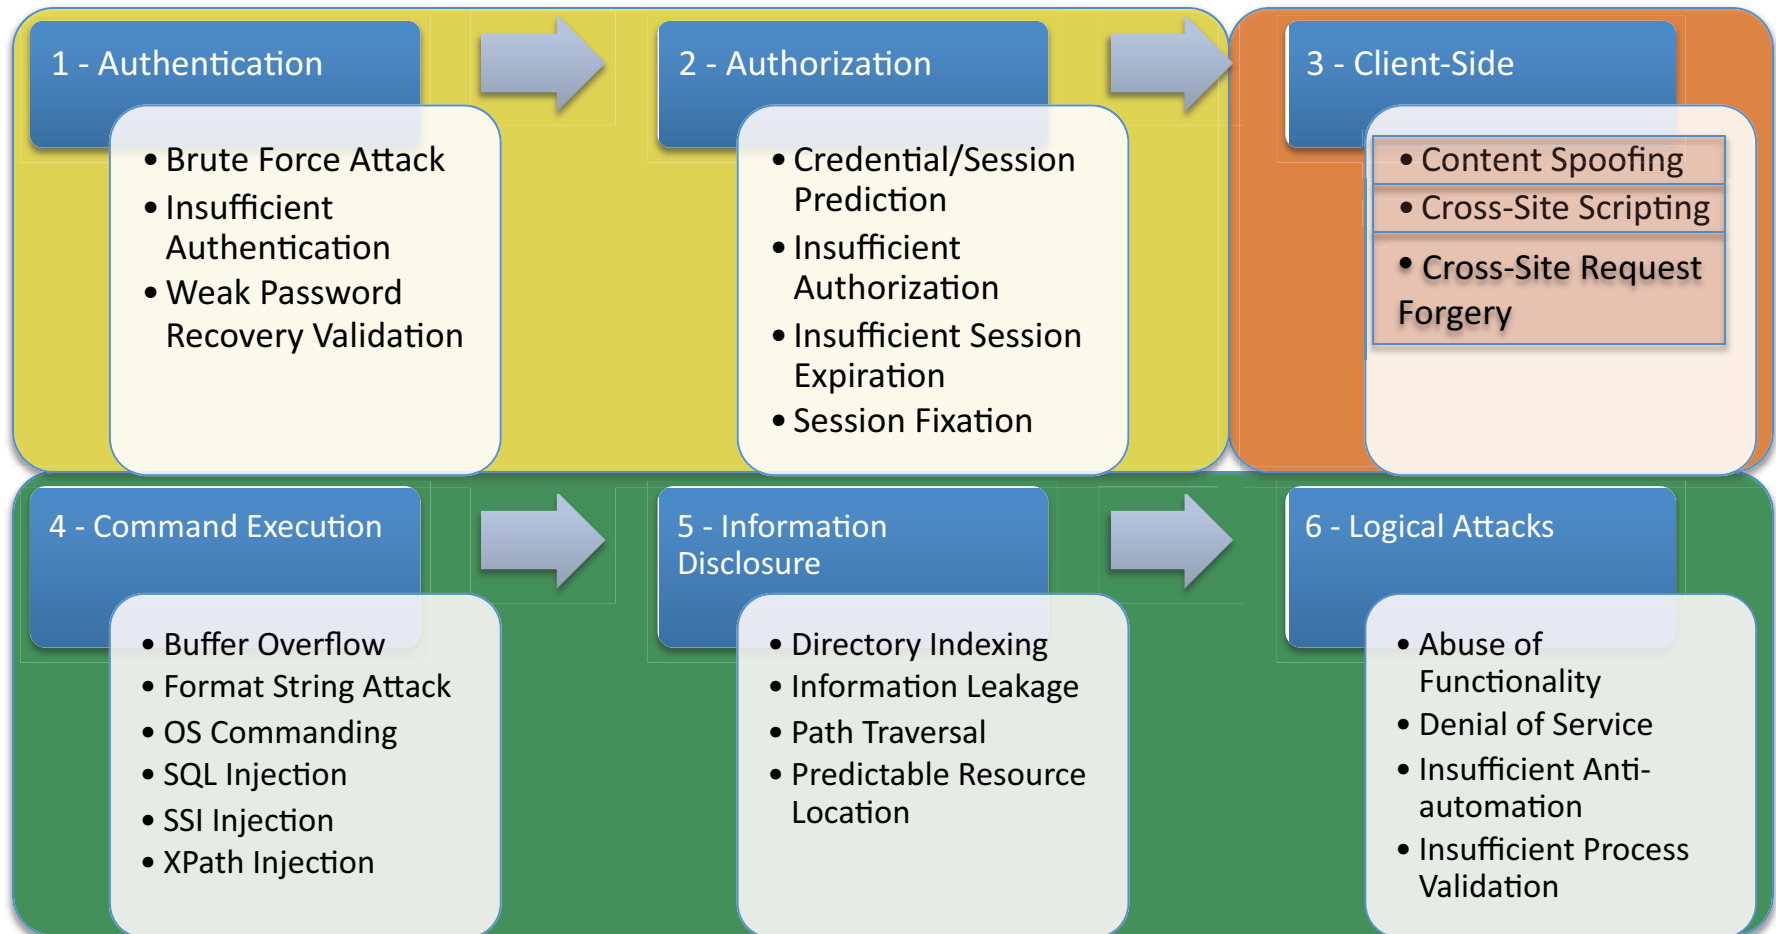 1 - Authentication
• Brute Force Attack
• Insufficient
Authentication
• Weak Password
Recovery Validation
2 - Authorization
• Credential/Session
Prediction
• Insufficient
Authorization
• Insufficient Session
Expiration
• Session Fixation
3 - Client-Side
• Content Spoofing
• Cross-Site Scripting
• Cross-Site Request
Forgery
4 - Command Execution
• Buffer Overflow
• Format String Attack
• OS Commanding
• SQL Injection
• SSI Injection
• XPath Injection
5 - Information
Disclosure
• Directory Indexing
• Information Leakage
• Path Traversal
• Predictable Resource
Location
6 - Logical Attacks
• Abuse of
Functionality
• Denial of Service
• Insufficient Anti-
automation
• Insufficient Process
Validation